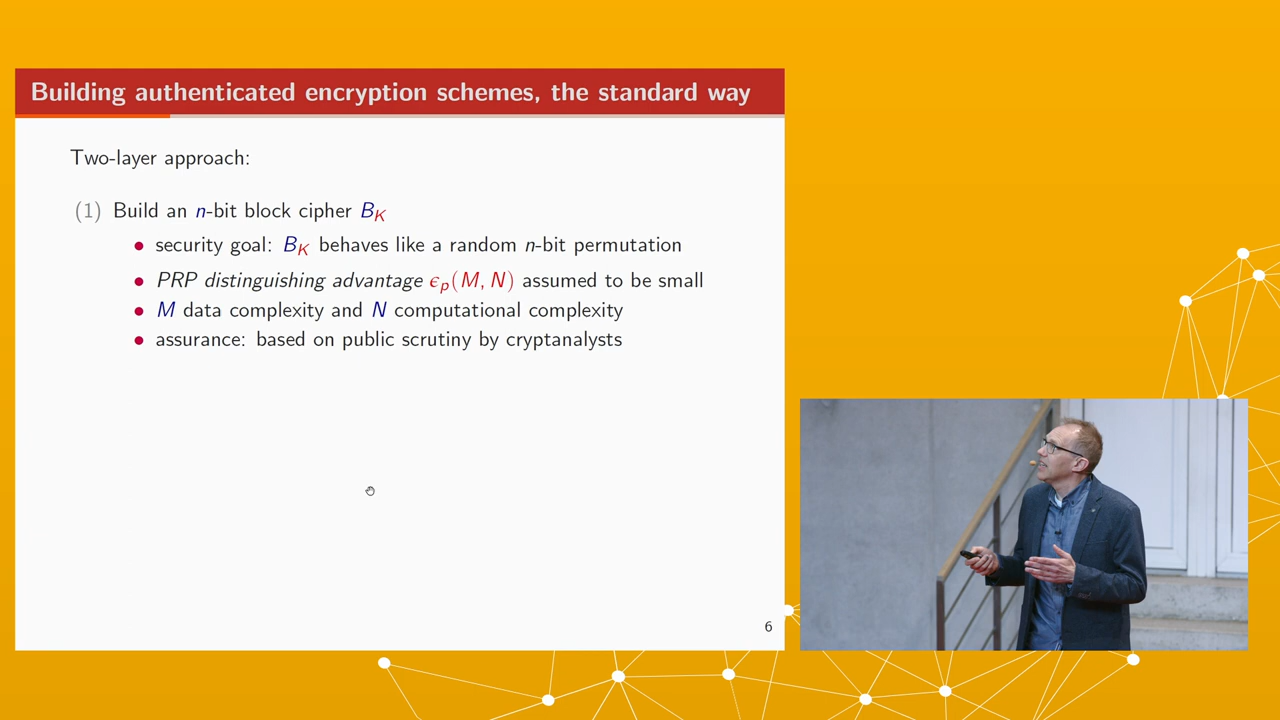 Building authenticated encryption schemes, the standard way
Two-layer approach:
(1) Build an n-bit block cipher B_K
• security goal: B_K behaves like a random n-bit permutation
• PRP distinguishing advantage ϵ_p(M, N) assumed to be small
• M data complexity and N computational complexity
• assurance: based on public scrutiny by cryptanalysts
6